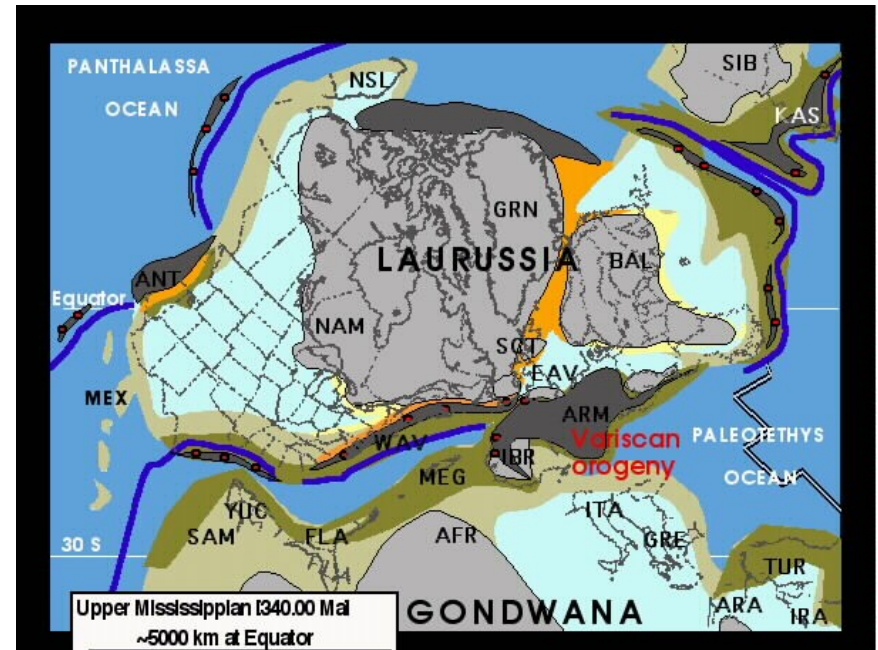 PANTHALASSA
OCEAN
NSL
SIB
KAS
GRN
LAURUSSIA
BAL
ANT
Equator
NAM
SCT
EAV
MEX
ARM
WAV
Variscan
orogeny
PALEOTETHYS
OCEAN
IBR
MEG
YUC
SAM
FLA
AFR
ITA
GRE
30 S
TUR
ARA
IRA
GONDWANA
Upper Mississippian [340.00 Ma]
~5000 km at Equator